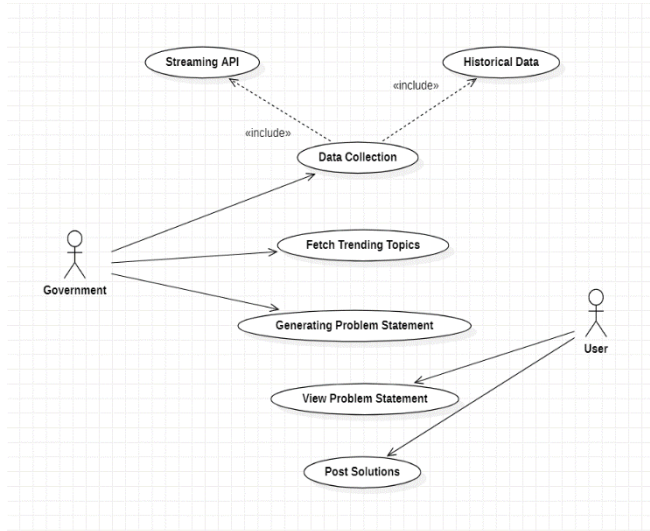 Streaming API
Historical Data
«include»
«include»
Data Collection
Fetch Trending Topics
Government
Generating Problem Statement
User
View Problem Statement
Post Solutions